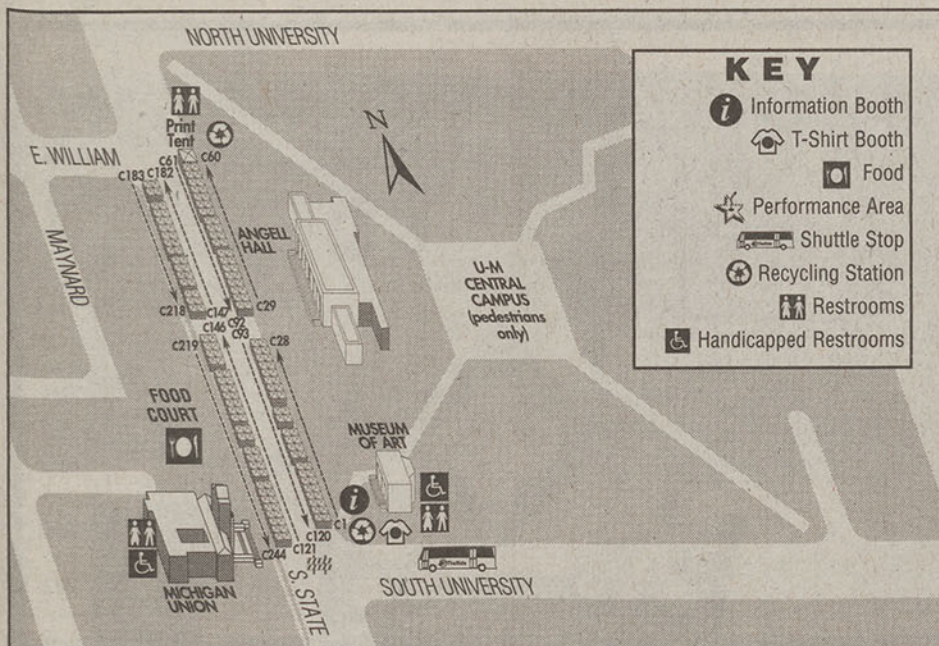 NORTH UNIVERSITY
KEY
Information Booth
T-Shirt Booth
Food
Performance Area
Shuttle Stop
Recycling Station
Restrooms
Handicapped Restrooms
N
Print
Tent
E. WILLIAM
C183
C182
C61
C60
MAYNARD
ANGELL
HALL
U-M
CENTRAL
CAMPUS
(pedestrians
only)
C218
C147
C29
C92
C146
C93
C219
C28
FOOD
COURT
MUSEUM
OF ART
C1
C120
C121
C244
MICHIGAN
UNION
S. STATE
SOUTH UNIVERSITY